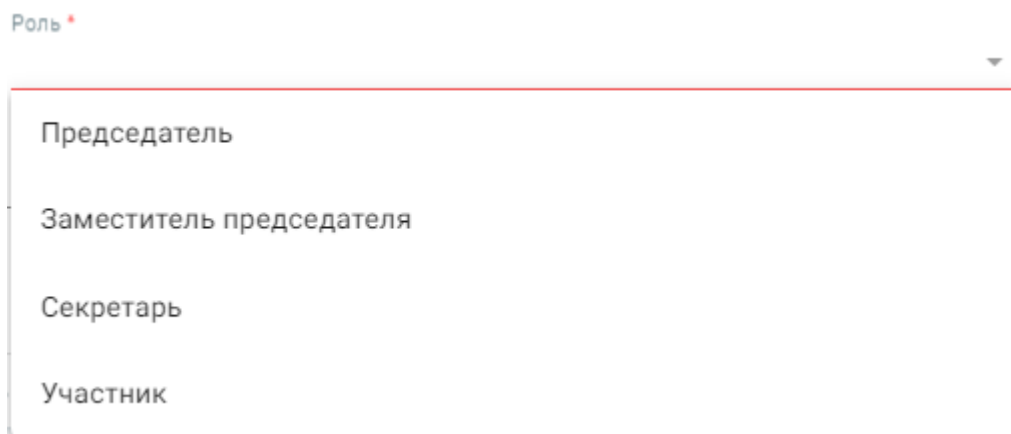 Роль *
Председатель
Заместитель председателя
Секретарь
Участник